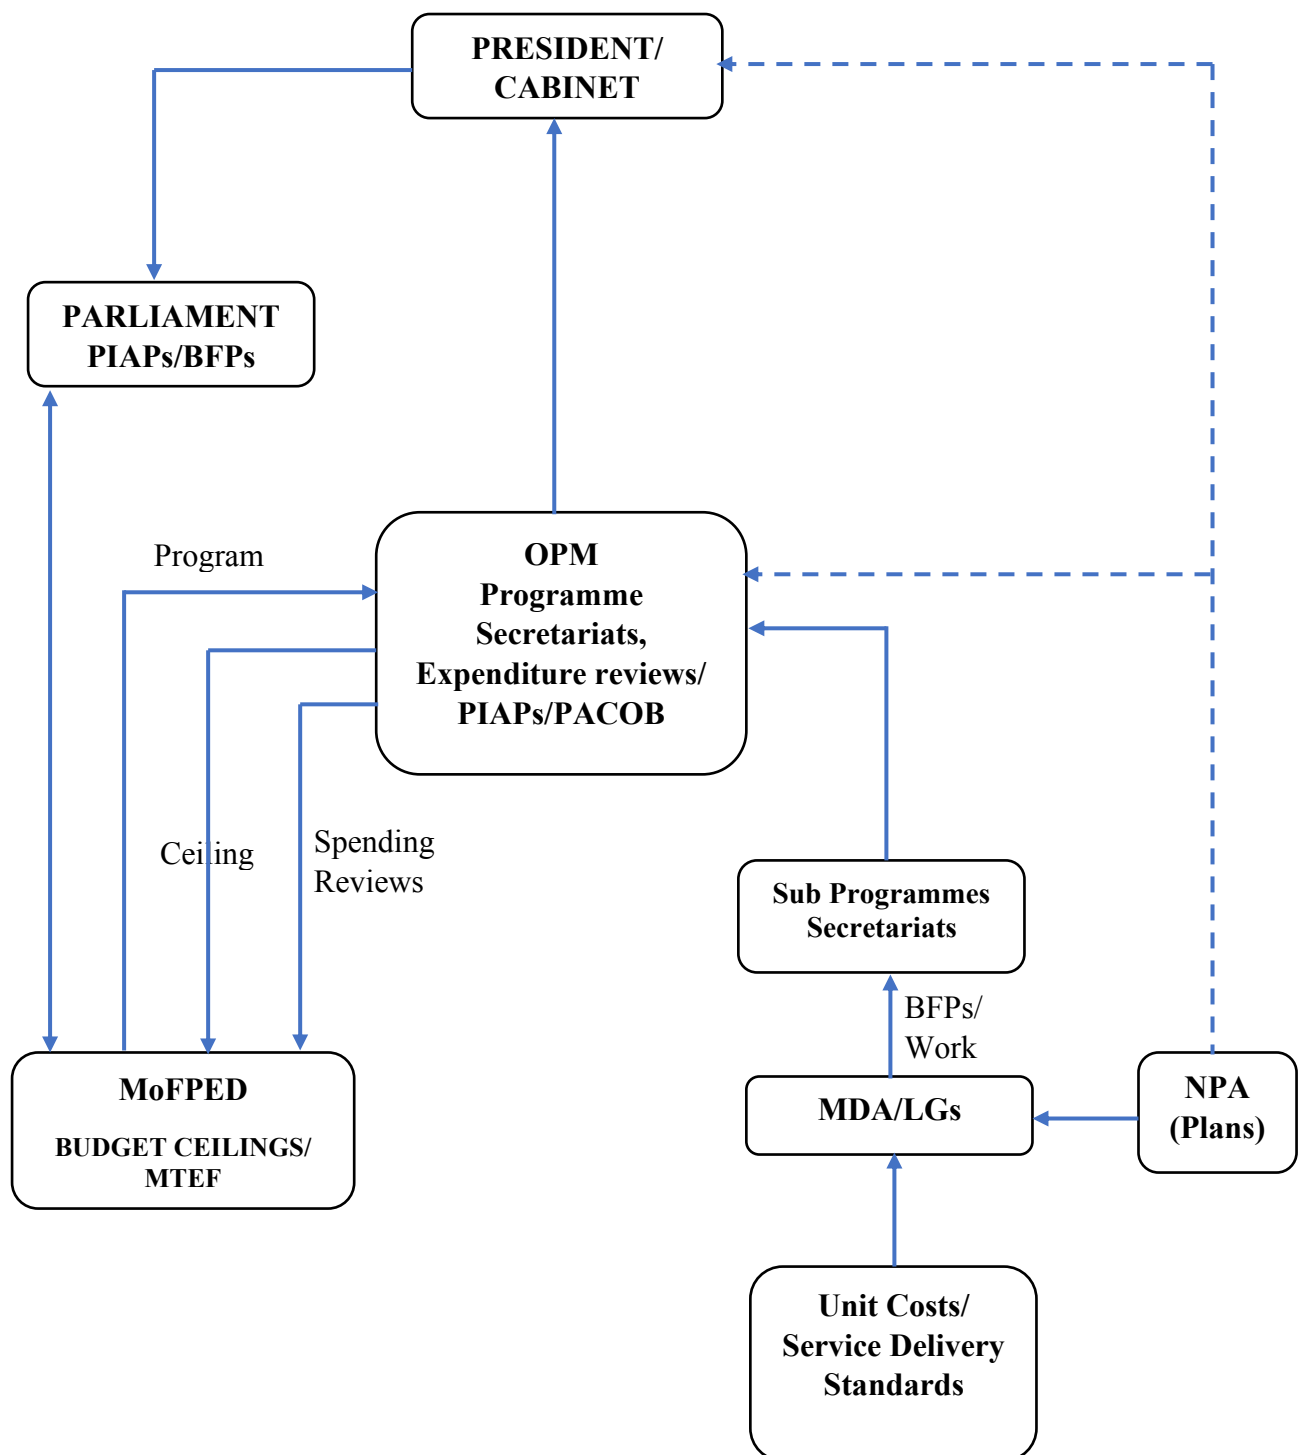 PRESIDENT/
CABINET
PARLIAMENT
PIAPs/BFPs
Program
OPM
Programme
Secretariats,
Expenditure reviews/
PIAPs/PACOB
Ceiling
Spending
Reviews
Sub Programmes
Secretariats
BFPs/
Work
MoFPED
BUDGET CEILINGS/
MTEF
MDA/LGs
NPA
(Plans)
Unit Costs/
Service Delivery
Standards